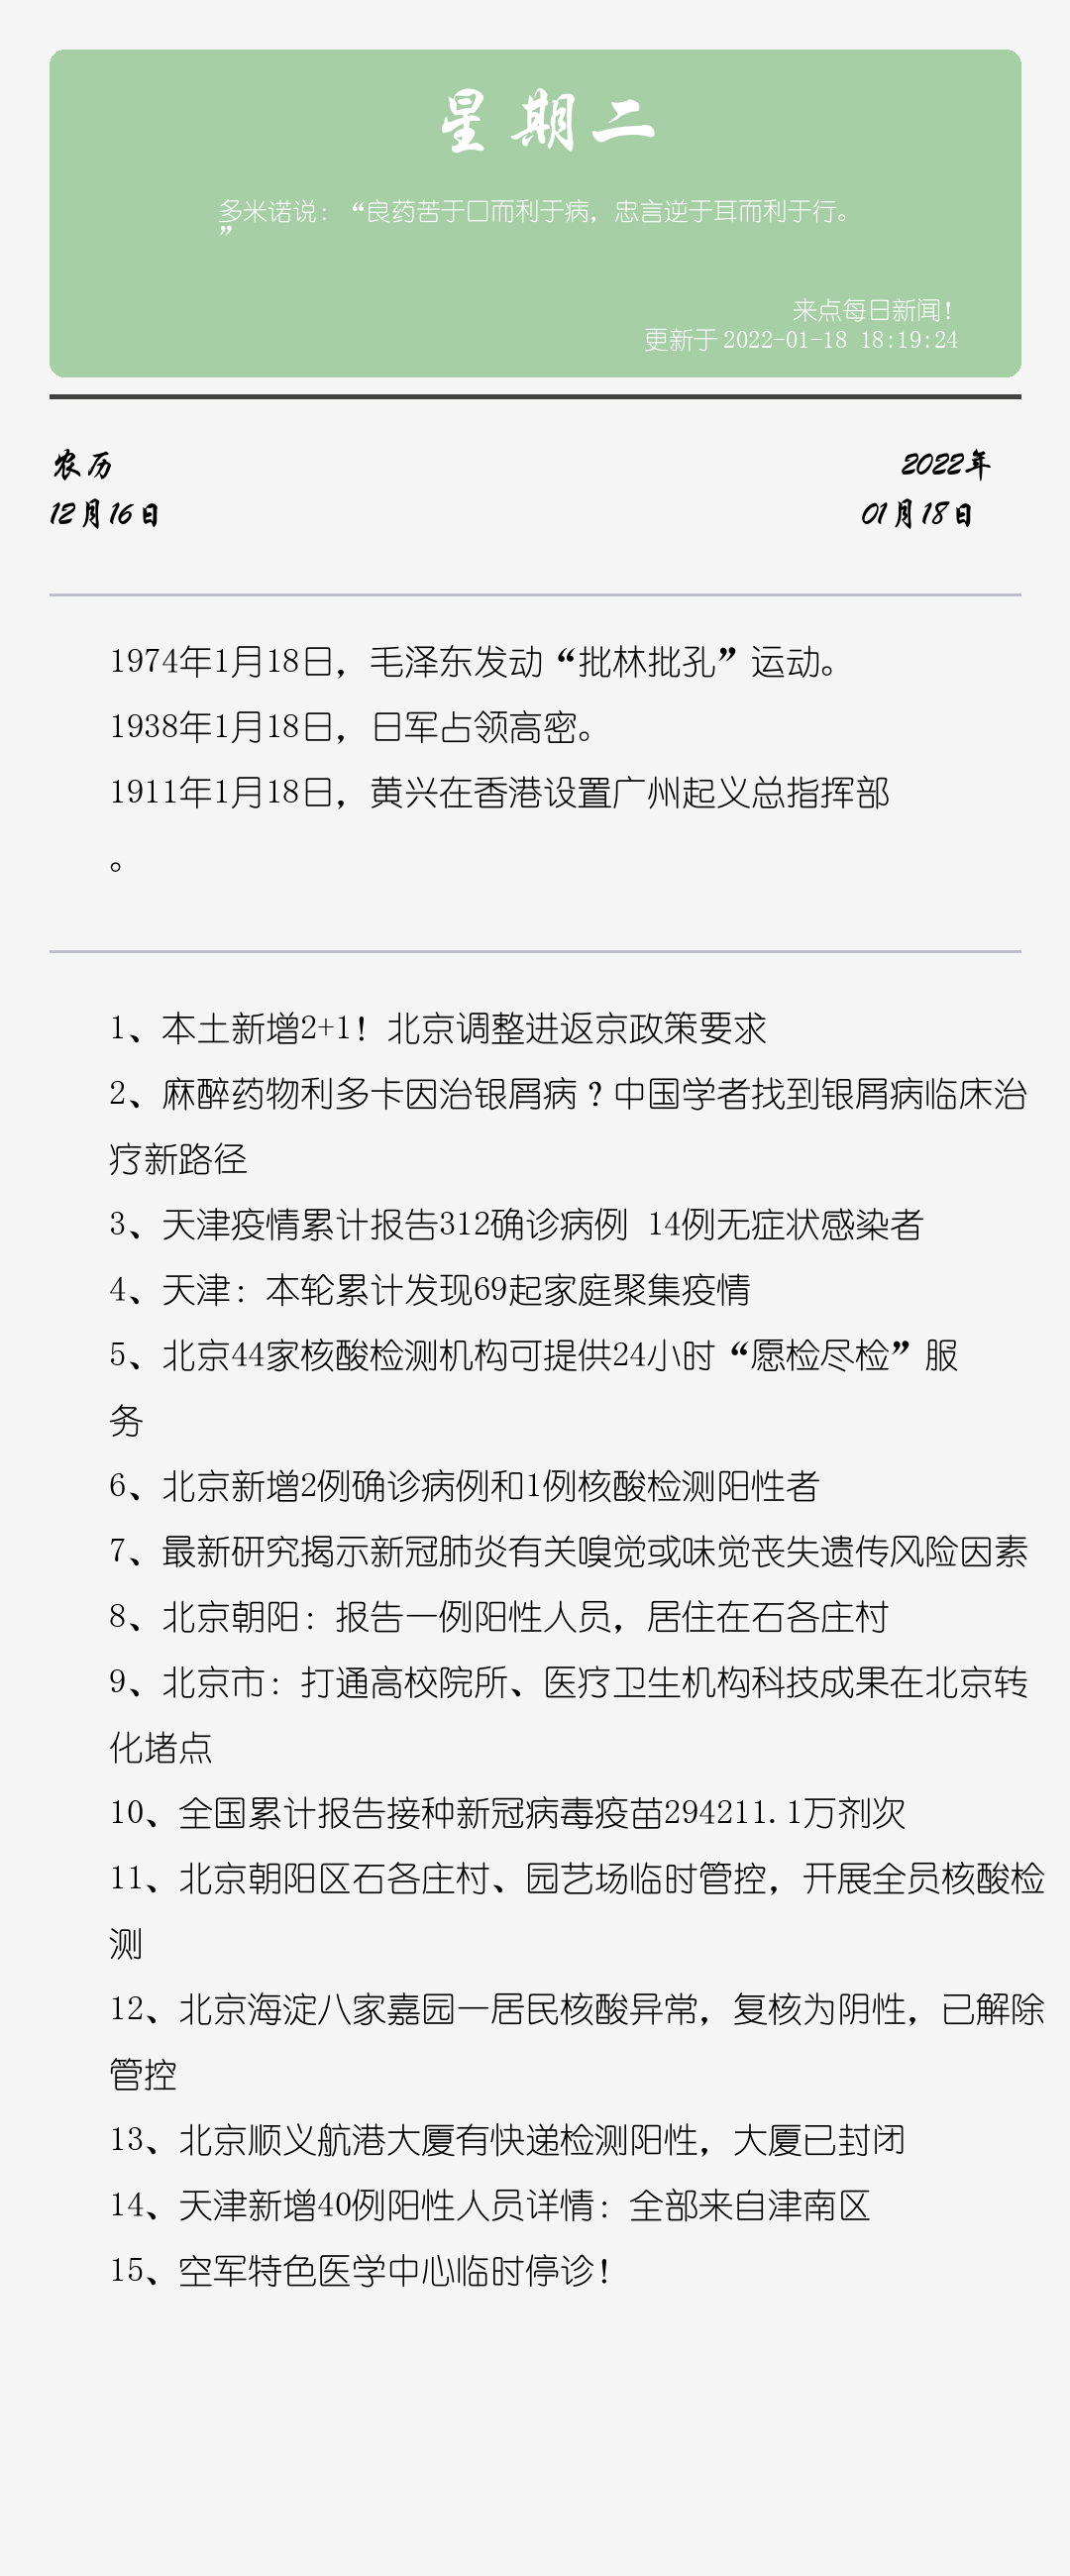 星期二
多米诺说：“良药苦于口而利于病，忠言逆于耳而利于行。
”
来点每日新闻！
更新于 2022-01-18 18:19:24
农历
2022年
12月16日
01月18日
1974年1月18日，毛泽东发动“批林批孔”运动。
1938年1月18日，日军占领高密。
1911年1月18日，黄兴在香港设置广州起义总指挥部
。
1、本土新增2+1！北京调整进返京政策要求
2、麻醉药物利多卡因治银屑病？中国学者找到银屑病临床治
疗新路径
3、天津疫情累计报告312确诊病例 14例无症状感染者
4、天津：本轮累计发现69起家庭聚集疫情
5、北京44家核酸检测机构可提供24小时“愿检尽检”服
务
6、北京新增2例确诊病例和1例核酸检测阳性者
7、最新研究揭示新冠肺炎有关嗅觉或味觉丧失遗传风险因素
8、北京朝阳：报告一例阳性人员，居住在石各庄村
9、北京市：打通高校院所、医疗卫生机构科技成果在北京转
化堵点
10、全国累计报告接种新冠病毒疫苗294211.1万剂次
11、北京朝阳区石各庄村、园艺场临时管控，开展全员核酸检
测
12、北京海淀八家嘉园一居民核酸异常，复核为阴性，已解除
管控
13、北京顺义航港大厦有快递检测阳性，大厦已封闭
14、天津新增40例阳性人员详情：全部来自津南区
15、空军特色医学中心临时停诊！